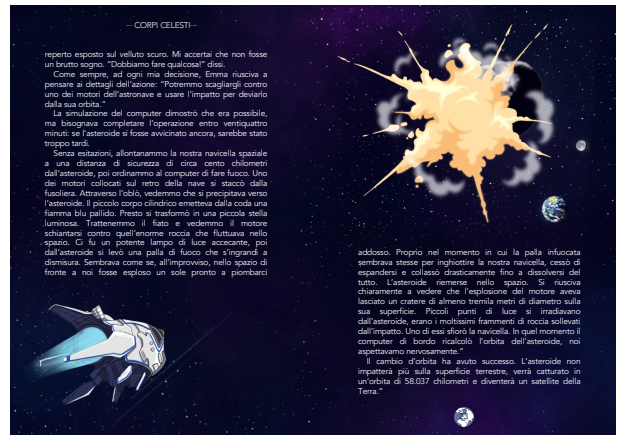 ··· CORPI CELESTI···
reperto esposto sul velluto scuro. Mi accertai che non fosse
un brutto sogno. “Dobbiamo fare qualcosa!” dissi.
Come sempre, ad ogni mia decisione, Emma riusciva a
pensare ai dettagli dell’azione: “Potremmo scagliargli contro
uno dei motori dell’astronave e usare l’impatto per deviarlo
dalla sua orbita.”
La simulazione del computer dimostrò che era possibile,
ma bisognava completare l’operazione entro ventiquattro
minuti: se l’asteroide si fosse avvicinato ancora, sarebbe stato
troppo tardi.
Senza esitazioni, allontanammo la nostra navicella spaziale
a una distanza di sicurezza di circa cento chilometri
dall’asteroide, poi ordinammo al computer di fare fuoco. Uno
dei motori collocati sul retro della nave si staccò dalla
fusoliera. Attraverso l’oblò, vedemmo che si precipitava verso
l’asteroide. Il piccolo corpo cilindrico emetteva dalla coda una
fiamma blu pallido. Presto si trasformò in una piccola stella
luminosa. Trattenemmo il fiato e vedemmo il motore
schiantarsi contro quell’enorme roccia che fluttuava nello
spazio. Ci fu un potente lampo di luce accecante, poi
dall’asteroide si levò una palla di fuoco che s’ingrandì a
dismisura. Sembrava come se, all’improvviso, nello spazio di
fronte a noi fosse esploso un sole pronto a piombarci
addosso. Proprio nel momento in cui la palla infuocata
sembrava stesse per inghiottire la nostra navicella, cessò di
espandersi e collassò drasticamente fino a dissolversi del
tutto. L’asteroide riemerse nello spazio. Si riusciva
chiaramente a vedere che l’esplosione del motore aveva
lasciato un cratere di almeno tremila metri di diametro sulla
sua superficie. Piccoli punti di luce si irradiavano
dall’asteroide, erano i moltissimi frammenti di roccia sollevati
dall’impatto. Uno di essi sfiorò la navicella. In quel momento il
computer di bordo ricalcolò l’orbita dell’asteroide, noi
aspettavamo nervosamente.”
Il cambio d’orbita ha avuto successo. L’asteroide non
impatterà più sulla superficie terrestre, verrà catturato in
un’orbita di 58.037 chilometri e diventerà un satellite della
Terra.”